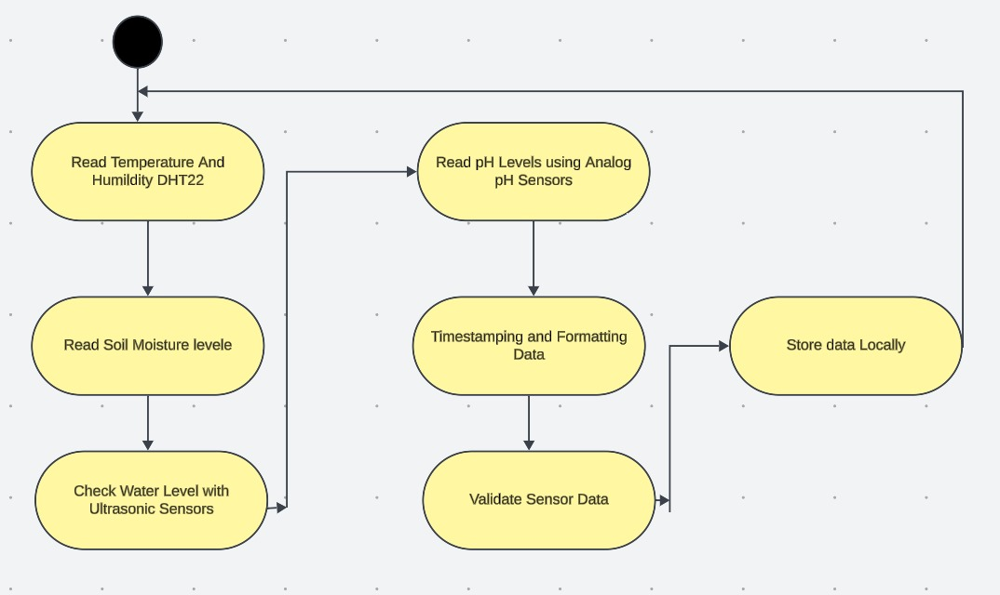 Read Temperature And
Humildity DHT22
Read Soil Moisture levele
Check Water Level with
Ultrasonic Sensors
Read pH Levels using Analog
pH Sensors
Timestamping and Formatting
Data
Validate Sensor Data
Store data Locally